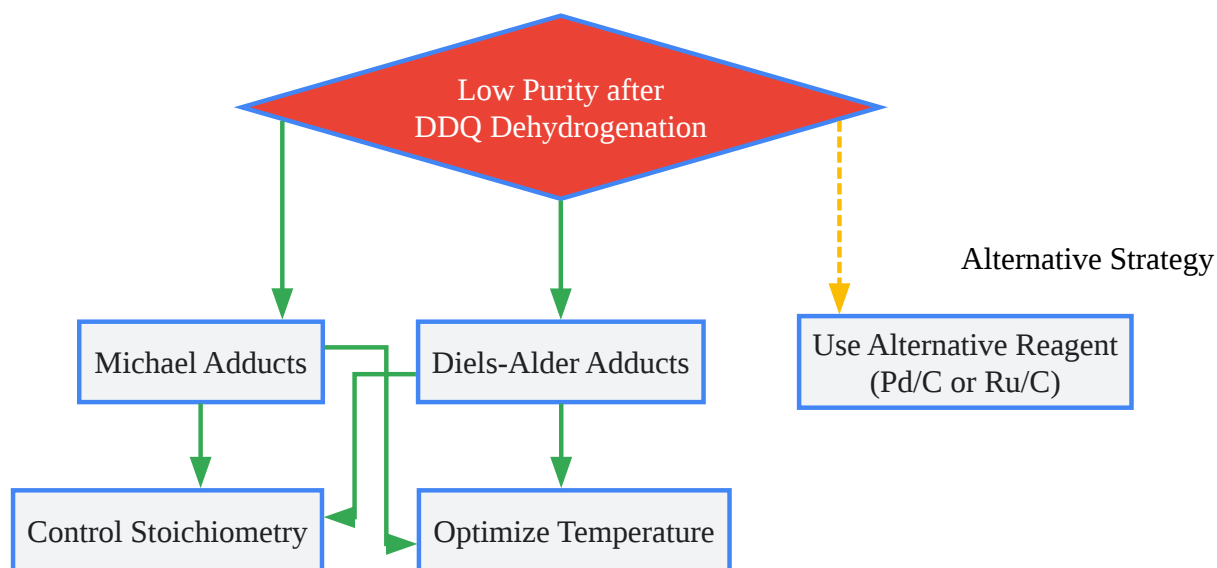 Low Purity after
DDQ Dehydrogenation
Alternative Strategy
Michael Adducts
Diels-Alder Adducts
Use Alternative Reagent
(Pd/C or Ru/C)
Control Stoichiometry
Optimize Temperature